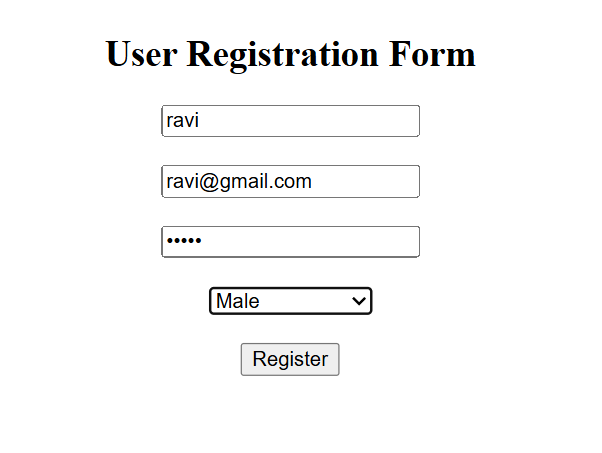 User Registration Form
ravi
ravi@gmail.com
•••••
Male
Register